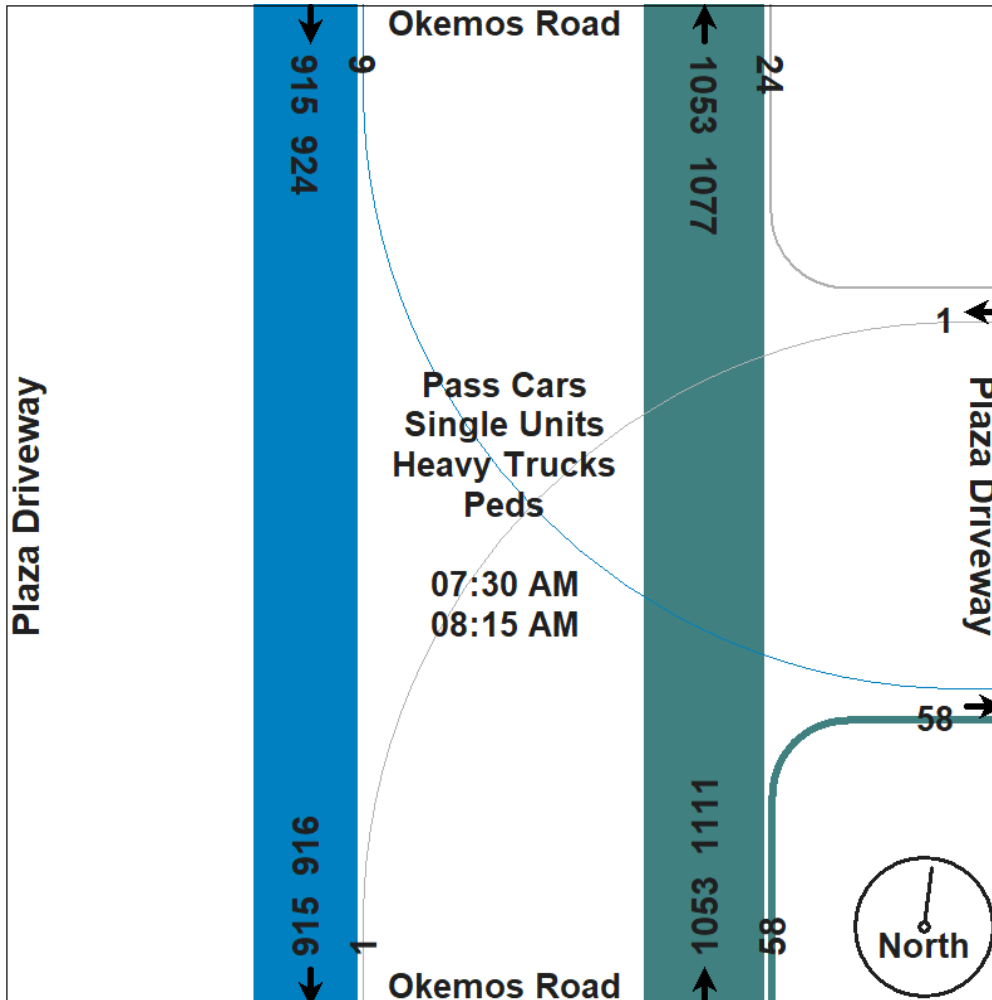 Okemos Road
915 924
9
1053 1077
24
1
Plaza Driveway
Pass Cars
Single Units
Heavy Trucks
Peds
07:30 AM
08:15 AM
Plaza Driveway
58
915 916
1
1053 1111
58
North
Okemos Road